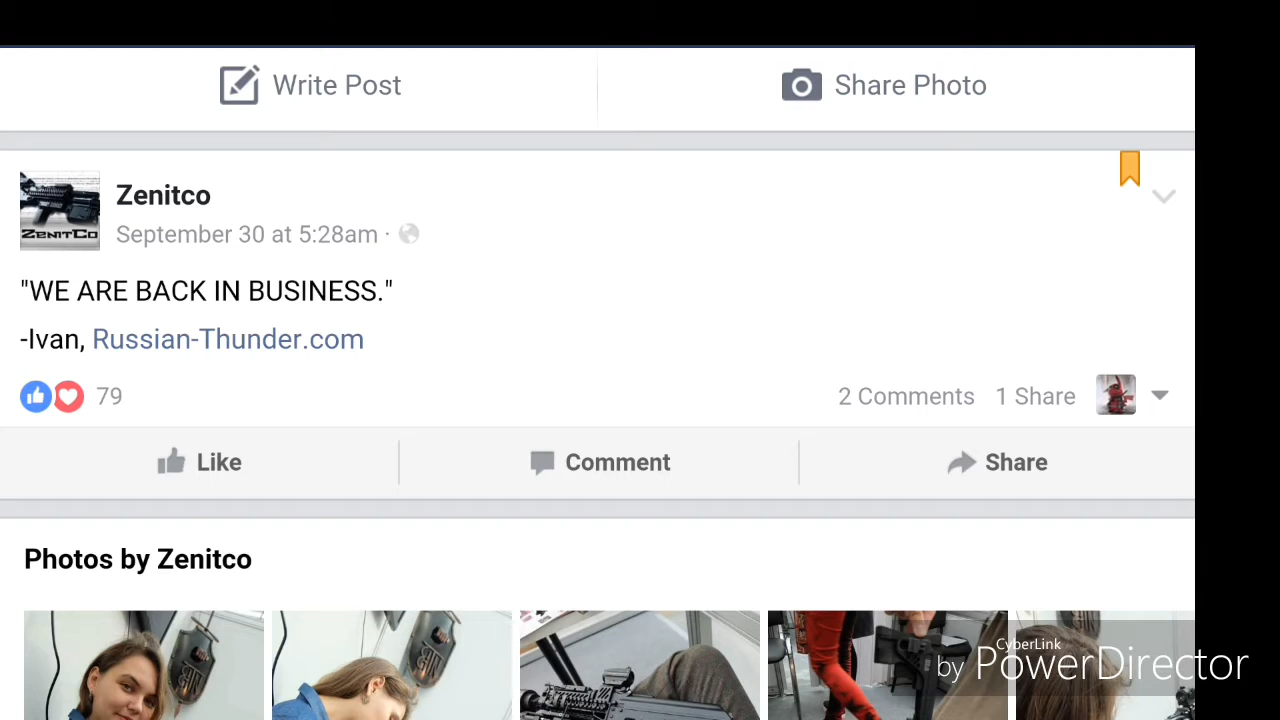 Write Post
Share Photo
ZENITCO
Zenitco
September 30 at 5:28am ·
"WE ARE BACK IN BUSINESS."
-Ivan, Russian-Thunder.com
79
2 Comments 1 Share
Like
Comment
Share
Photos by Zenitco
CyberLink
by PowerDirector